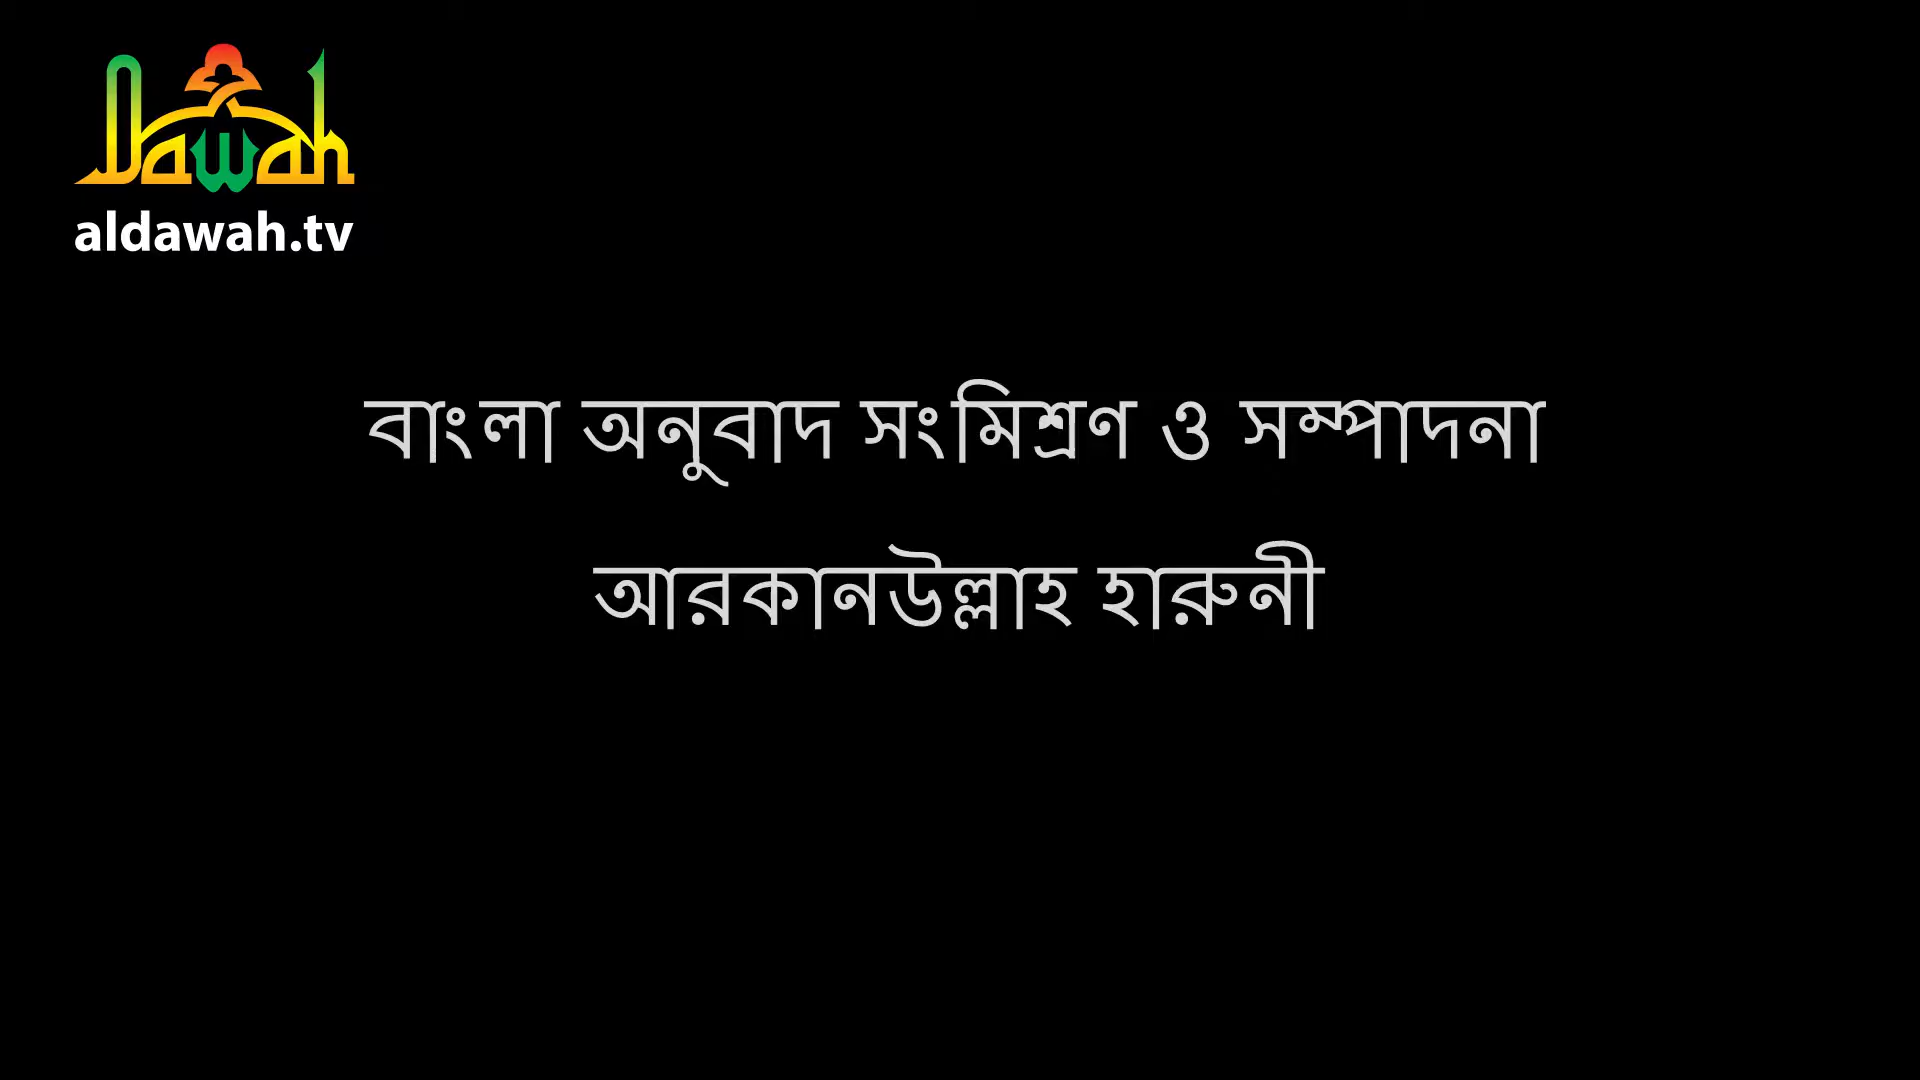 Dawah
aldawah.tv
বাংলা অনুবাদ সংমিশ্রণ ও সম্পাদনা
আরকানউল্লাহ হারুনী